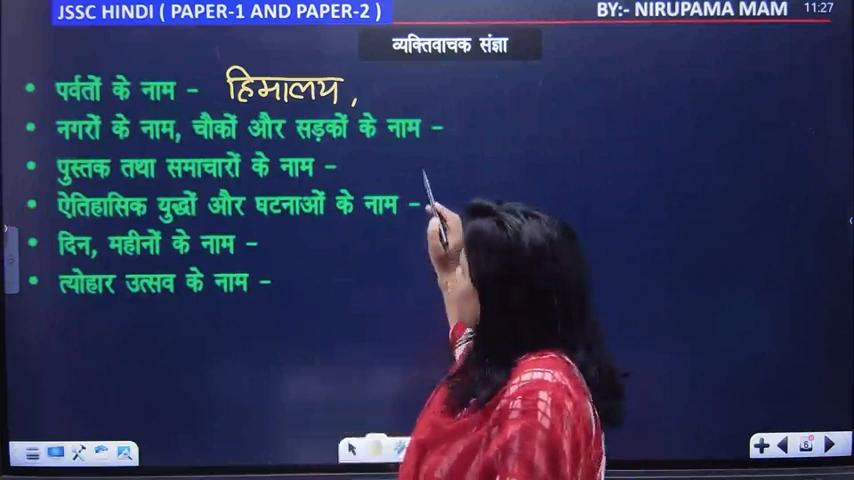 JSSC HINDI ( PAPER-1 AND PAPER-2 )
BY:- NIRUPAMA MAM
11:27
व्यक्तिवाचक संज्ञा
• पर्वतों के नाम – हिमालय,
• नगरों के नाम, चौकों और सड़कों के नाम –
• पुस्तक तथा समाचारों के नाम –
• ऐतिहासिक युद्धों और घटनाओं के नाम –
• दिन, महीनों के नाम –
• त्योहार उत्सव के नाम –